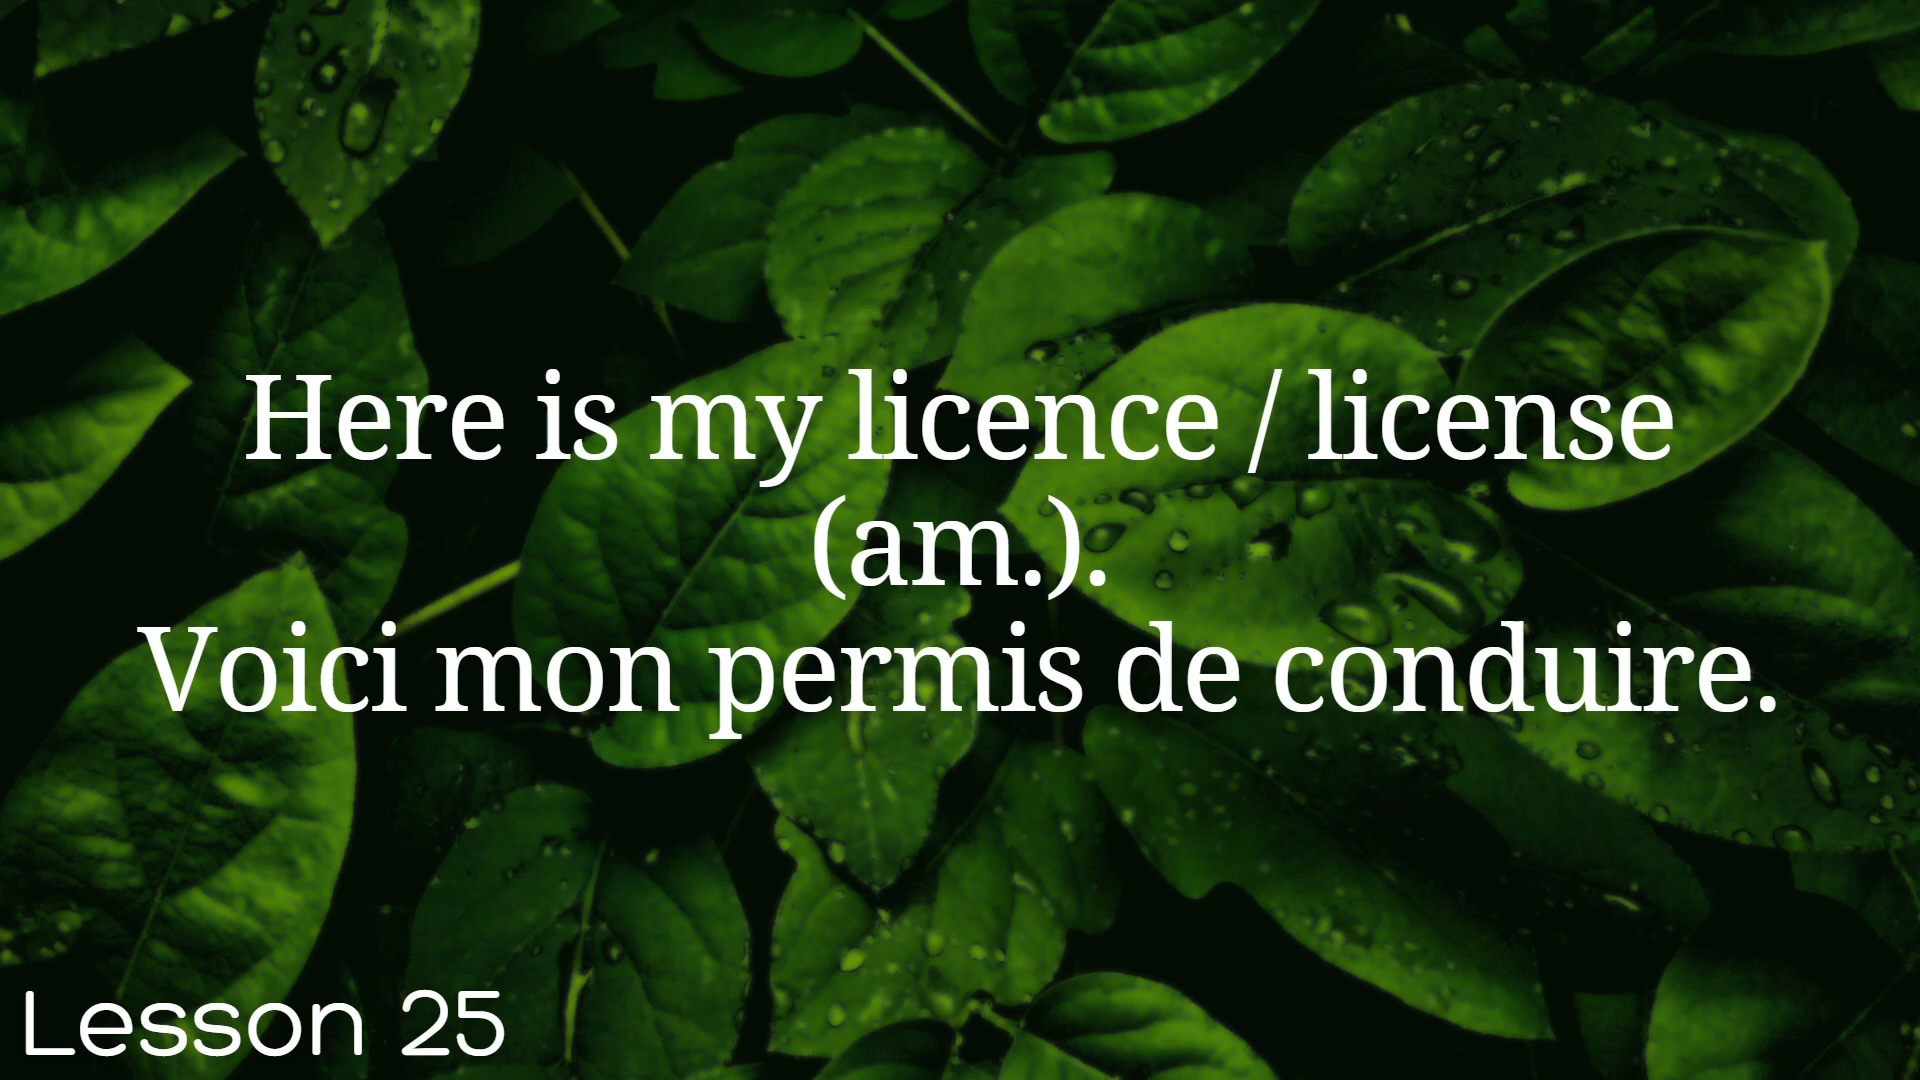 Here is my licence / license
(am.).
Voici mon permis de conduire.
Lesson 25